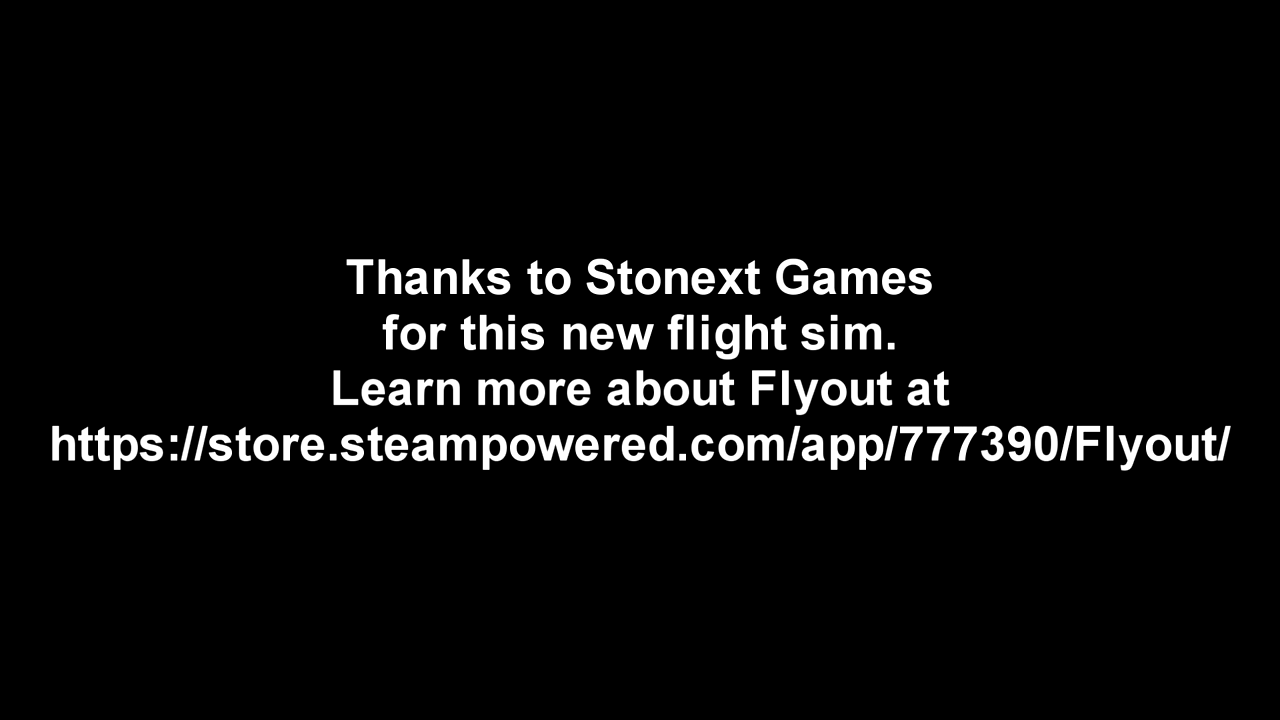 Thanks to Stonext Games
for this new flight sim.
Learn more about Flyout at
https://store.steampowered.com/app/777390/Flyout/